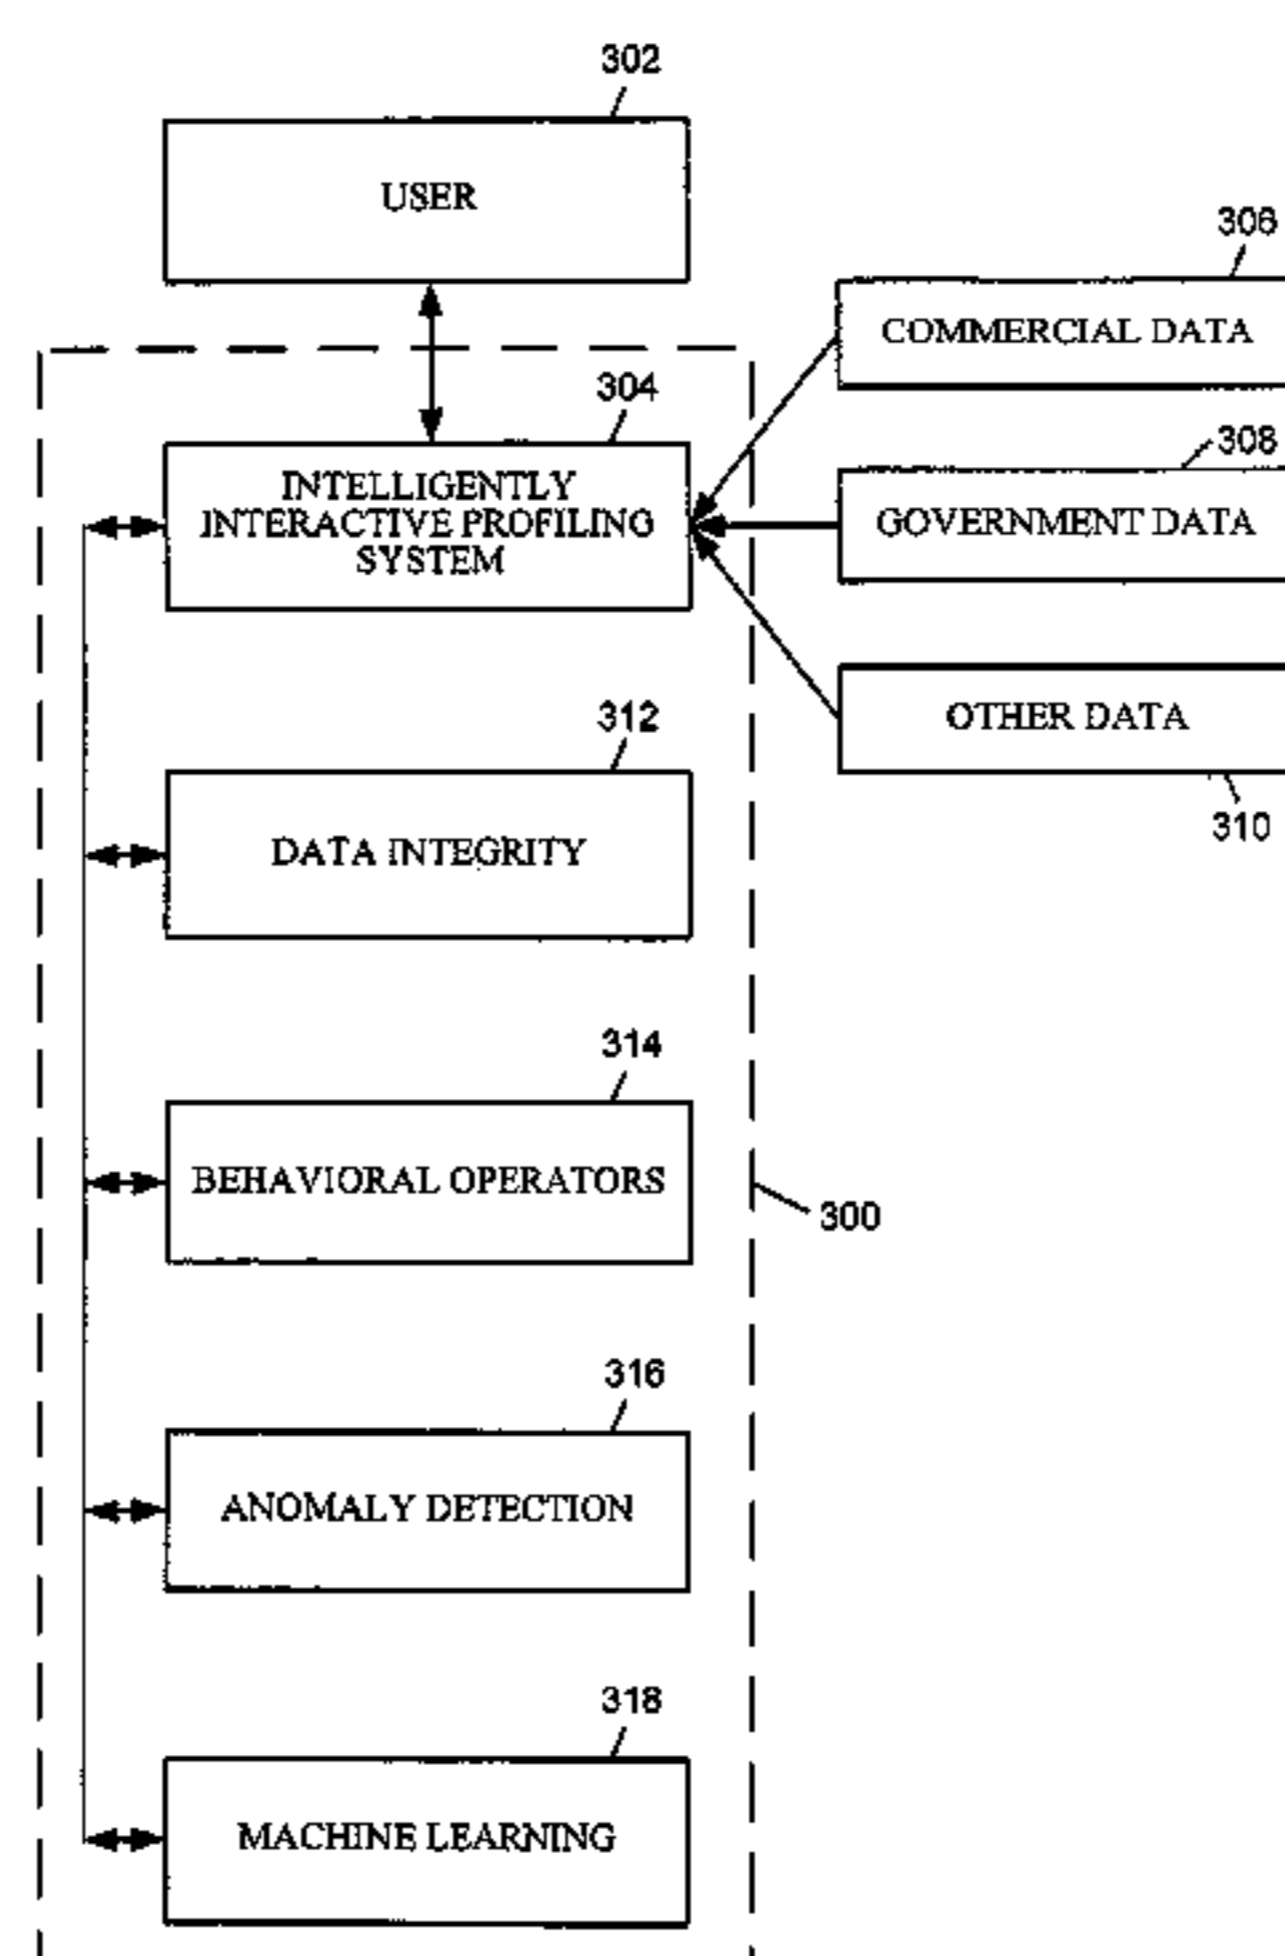 302
USER
306
COMMERCIAL DATA
304
INTELLIGENTLY
INTERACTIVE PROFILING
SYSTEM
308
GOVERNMENT DATA
OTHER DATA
310
312
DATA INTEGRITY
314
BEHAVIORAL OPERATORS
300
316
ANOMALY DETECTION
318
MACHINE LEARNING